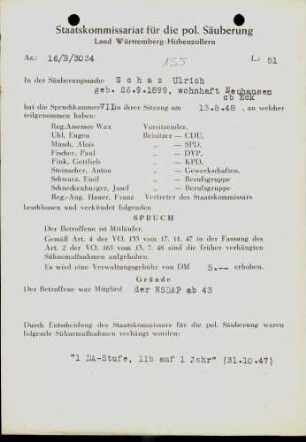 Staatskommissariat für die pol. Säuberung
Land Württemberg-Hohenzollern
Az.: 16/B/3034 155 L: 51
In der Säuberungssache Schaz Ulrich
geb. 26.9.1899, wohnhaft Neuhausen
ob Eck
hat die Spruchkammer VII in ihrer Sitzung am 13.8.48, an welcher
teilgenommen haben:
Reg.Assessor Wax Vorsitzender,
Uhl, Eugen Beisitzer — CDU,
Mauch, Alois „ — SPD,
Fischer, Paul „ — DVP,
Fink, Gottlieb „ — KPD,
Steinacher, Anton „ — Gewerkschaften,
Schwarz, Emil „ — Berufsgruppe
Schneckenburger, Josef „ — Berufsgruppe
Reg.-Aug. Hauer, Franz Vertreter des Staatskommissars
beschlossen und verkündet folgenden
SPRUCH
Der Betroffene ist Mitläufer.
Gemäß Art. 4 der VO. 133 vom 17. 11. 47 in der Fassung des
Art. 2 der VO. 165 vom 13. 7. 48 sind die früher verhängten
Sühnemaßnahmen aufgehoben.
Es wird eine Verwaltungsgebühr von DM 5.-- erhoben.
Gründe
Der Betroffene war Mitglied der NSDAP ab 43
Durch Entscheidung des Staatskommissars für die pol. Säuberung waren
folgende Sühnemaßnahmen verhängt worden:
"1 DA-Stufe, 11b auf 1 Jahr" (31.10.47)